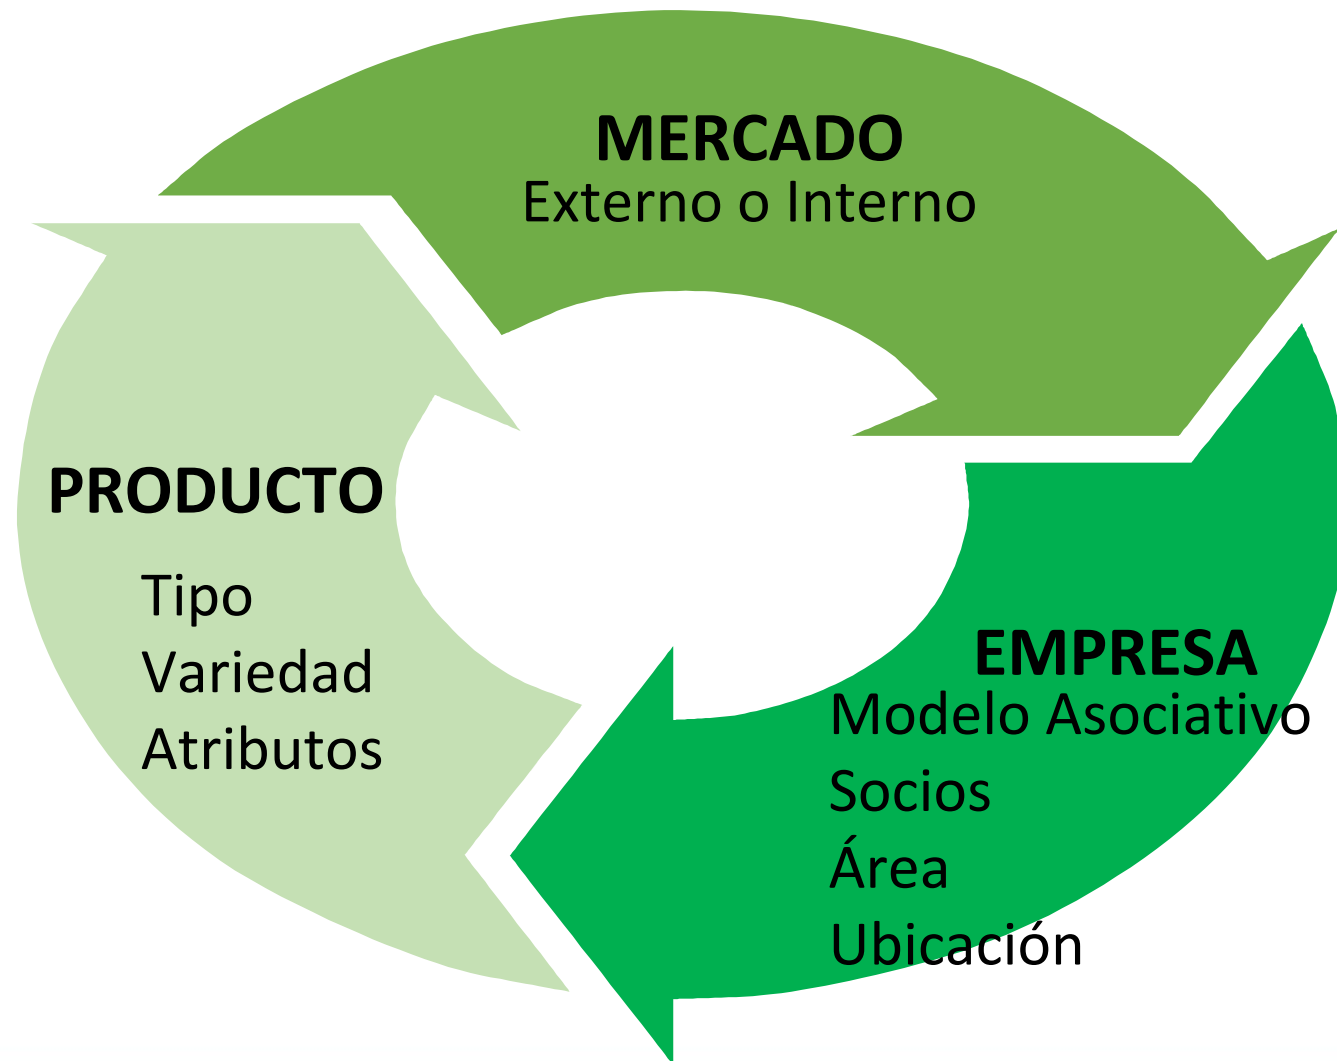 MERCADO
Externo o Interno
PRODUCTO
Tipo
Variedad
Atributos
EMPRESA
Modelo Asociativo
Socios
Área
Ubicación